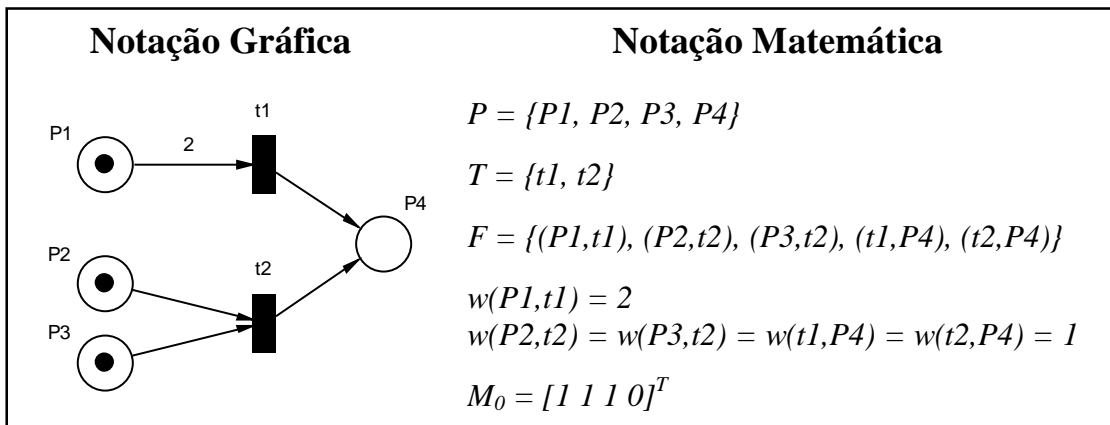 Notação Gráfica
P1
2
t1
P4
P2
t2
P3
Notação Matemática
P = {P1, P2, P3, P4}
T = {t1, t2}
F = {(P1,t1), (P2,t2), (P3,t2), (t1,P4), (t2,P4)}
w(P1,t1) = 2
w(P2,t2) = w(P3,t2) = w(t1,P4) = w(t2,P4) = 1
M₀ = [1 1 1 0]ᵀ